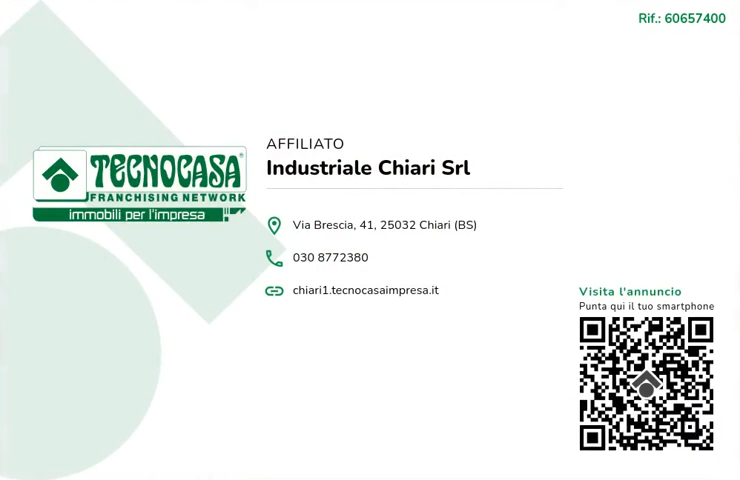 Rif.: 60657400
TECNOCASA®
FRANCHISING NETWORK
immobili per l'impresa
AFFILIATO
Industriale Chiari Srl
Via Brescia, 41, 25032 Chiari (BS)
030 8772380
chiari1.tecnocasaimpresa.it
Visita l'annuncio
Punta qui il tuo smartphone